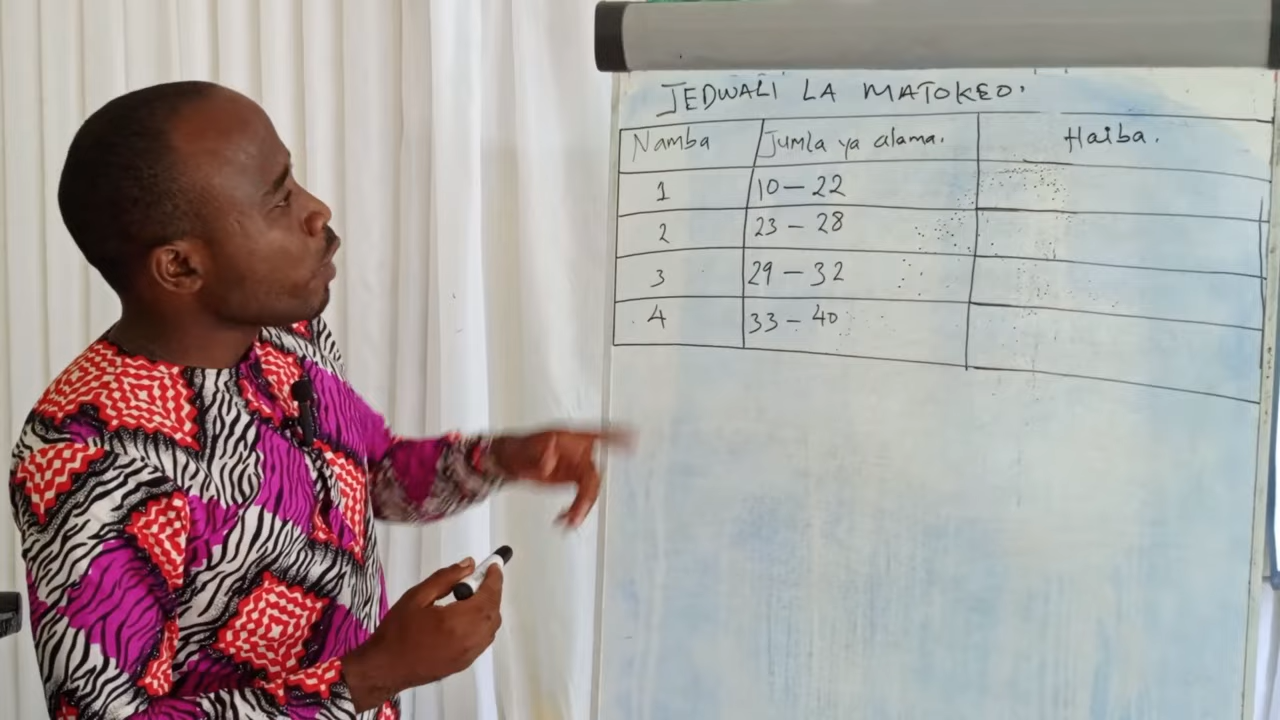 JEDWALI LA MATOKEO.
Namba Jumla ya alama. Haiba.
1 10 – 22
2 23 – 28
3 29 – 32
4 33 – 40